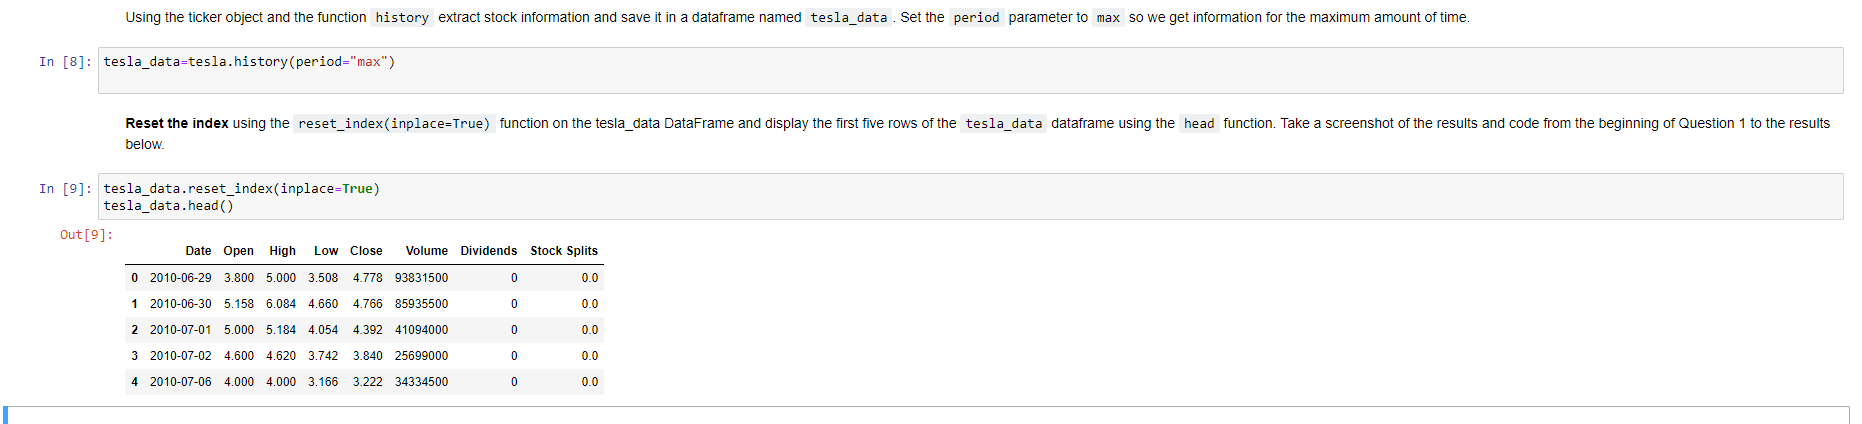 Using the ticker object and the function history extract stock information and save it in a dataframe named tesla_data . Set the period parameter to max so we get information for the maximum amount of time.
In [8]: tesla_data=tesla.history(period="max")
Reset the index using the reset_index(inplace=True) function on the tesla_data DataFrame and display the first five rows of the tesla_data dataframe using the head function. Take a screenshot of the results and code from the beginning of Question 1 to the results
below.
In [9]: tesla_data.reset_index(inplace=True)
tesla_data.head()
Out[9]:
Date Open High Low Close Volume Dividends Stock Splits
0 2010-06-29 3.800 5.000 3.508 4.778 93831500 0 0.0
1 2010-06-30 5.158 6.084 4.660 4.766 85935500 0 0.0
2 2010-07-01 5.000 5.184 4.054 4.392 41094000 0 0.0
3 2010-07-02 4.600 4.620 3.742 3.840 25699000 0 0.0
4 2010-07-06 4.000 4.000 3.166 3.222 34334500 0 0.0